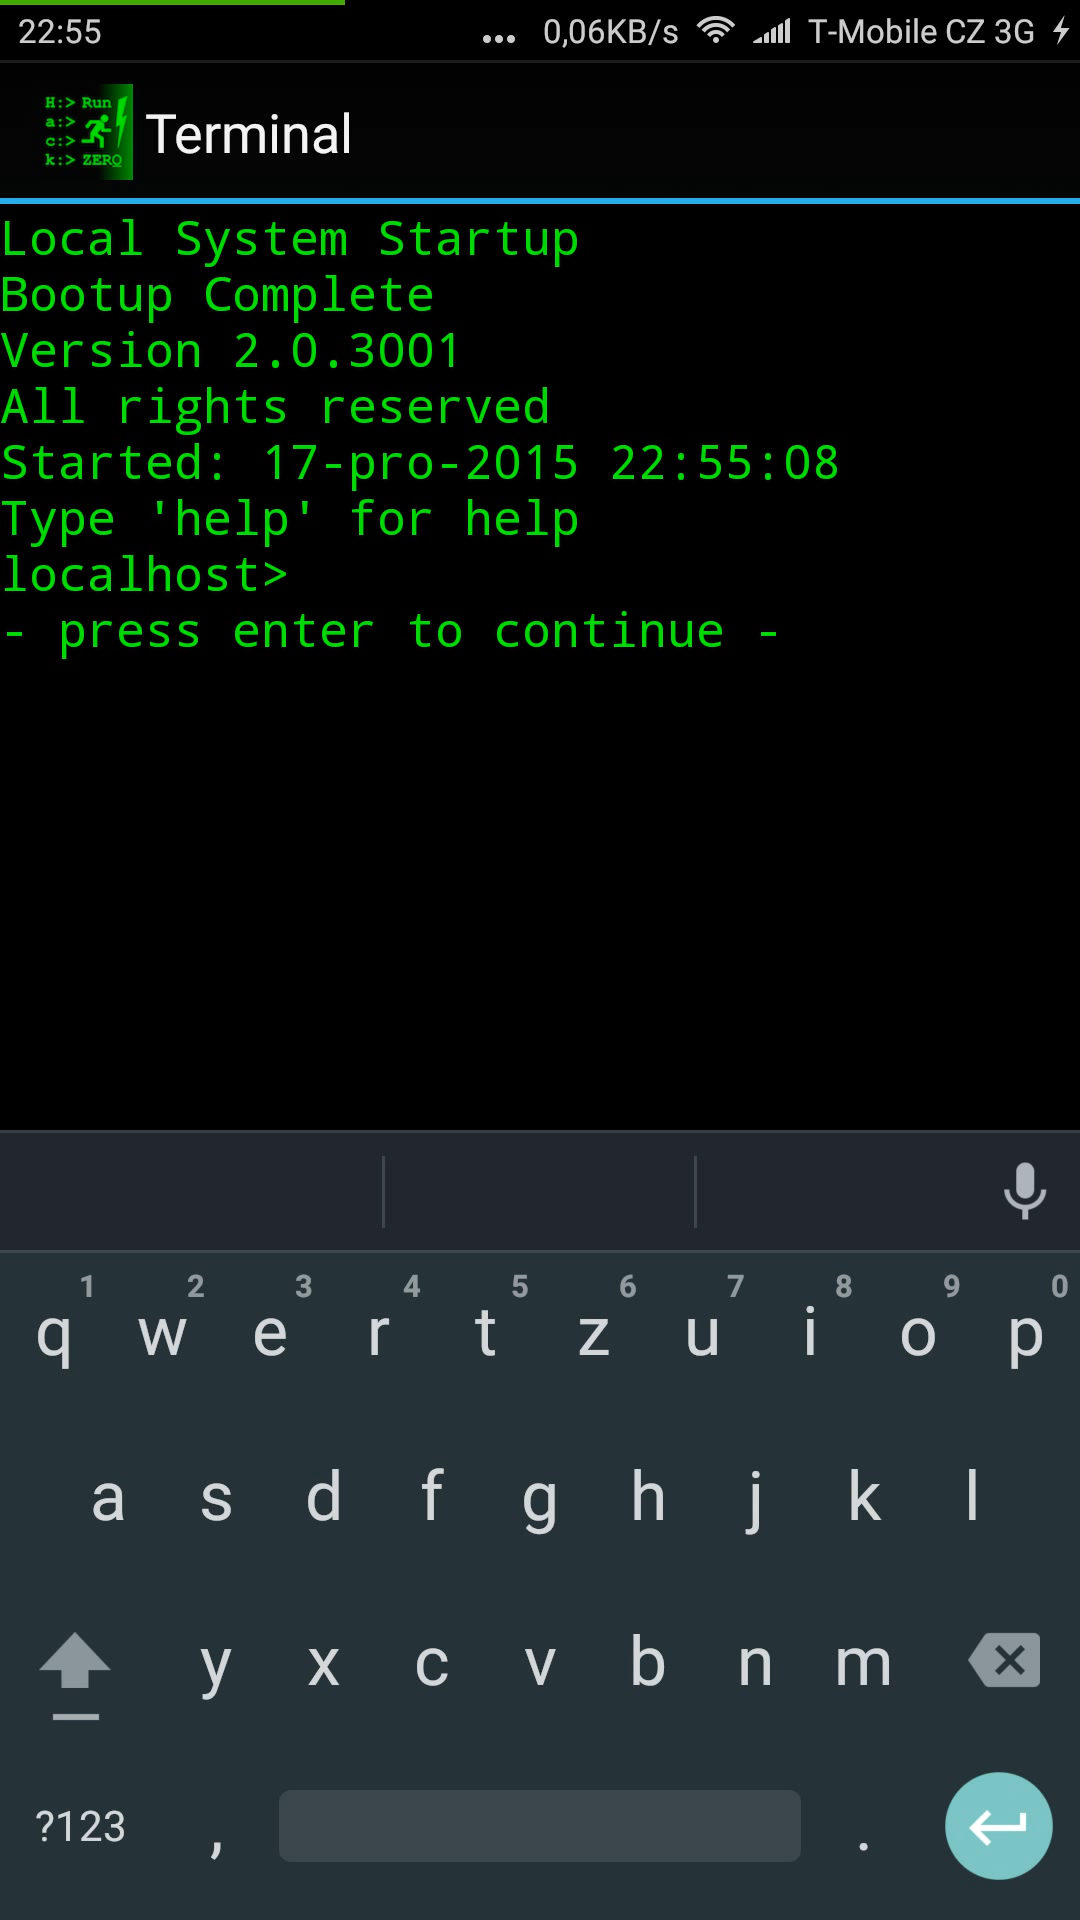 22:55 ... 0,06KB/s T-Mobile CZ 3G
H:> Run
a:>
c:>
k:> ZERO
Terminal
Local System Startup
Bootup Complete
Version 2.0.3001
All rights reserved
Started: 17-pro-2015 22:55:08
Type 'help' for help
localhost>
- press enter to continue -
1 2 3 4 5 6 7 8 9 0
q w e r t z u i o p
a s d f g h j k l
y x c v b n m
?123 , .